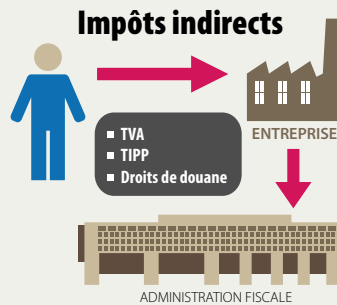 Impôts indirects
ENTREPRISE
▪ TVA
▪ TIPP
▪ Droits de douane
ADMINISTRATION FISCALE